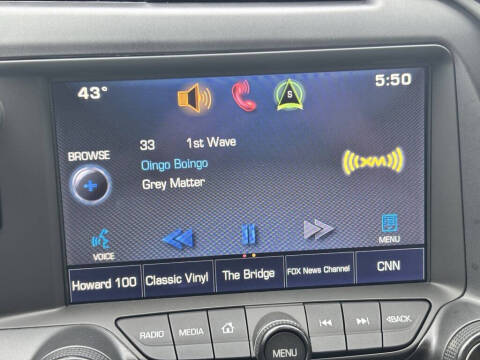 43°
5:50
S
33 1st Wave
BROWSE
Oingo Boingo
((((XM))))
Grey Matter
VOICE
MENU
Howard 100
Classic Vinyl
The Bridge
FOX News Channel
CNN
RADIO
MEDIA
MENU
BACK